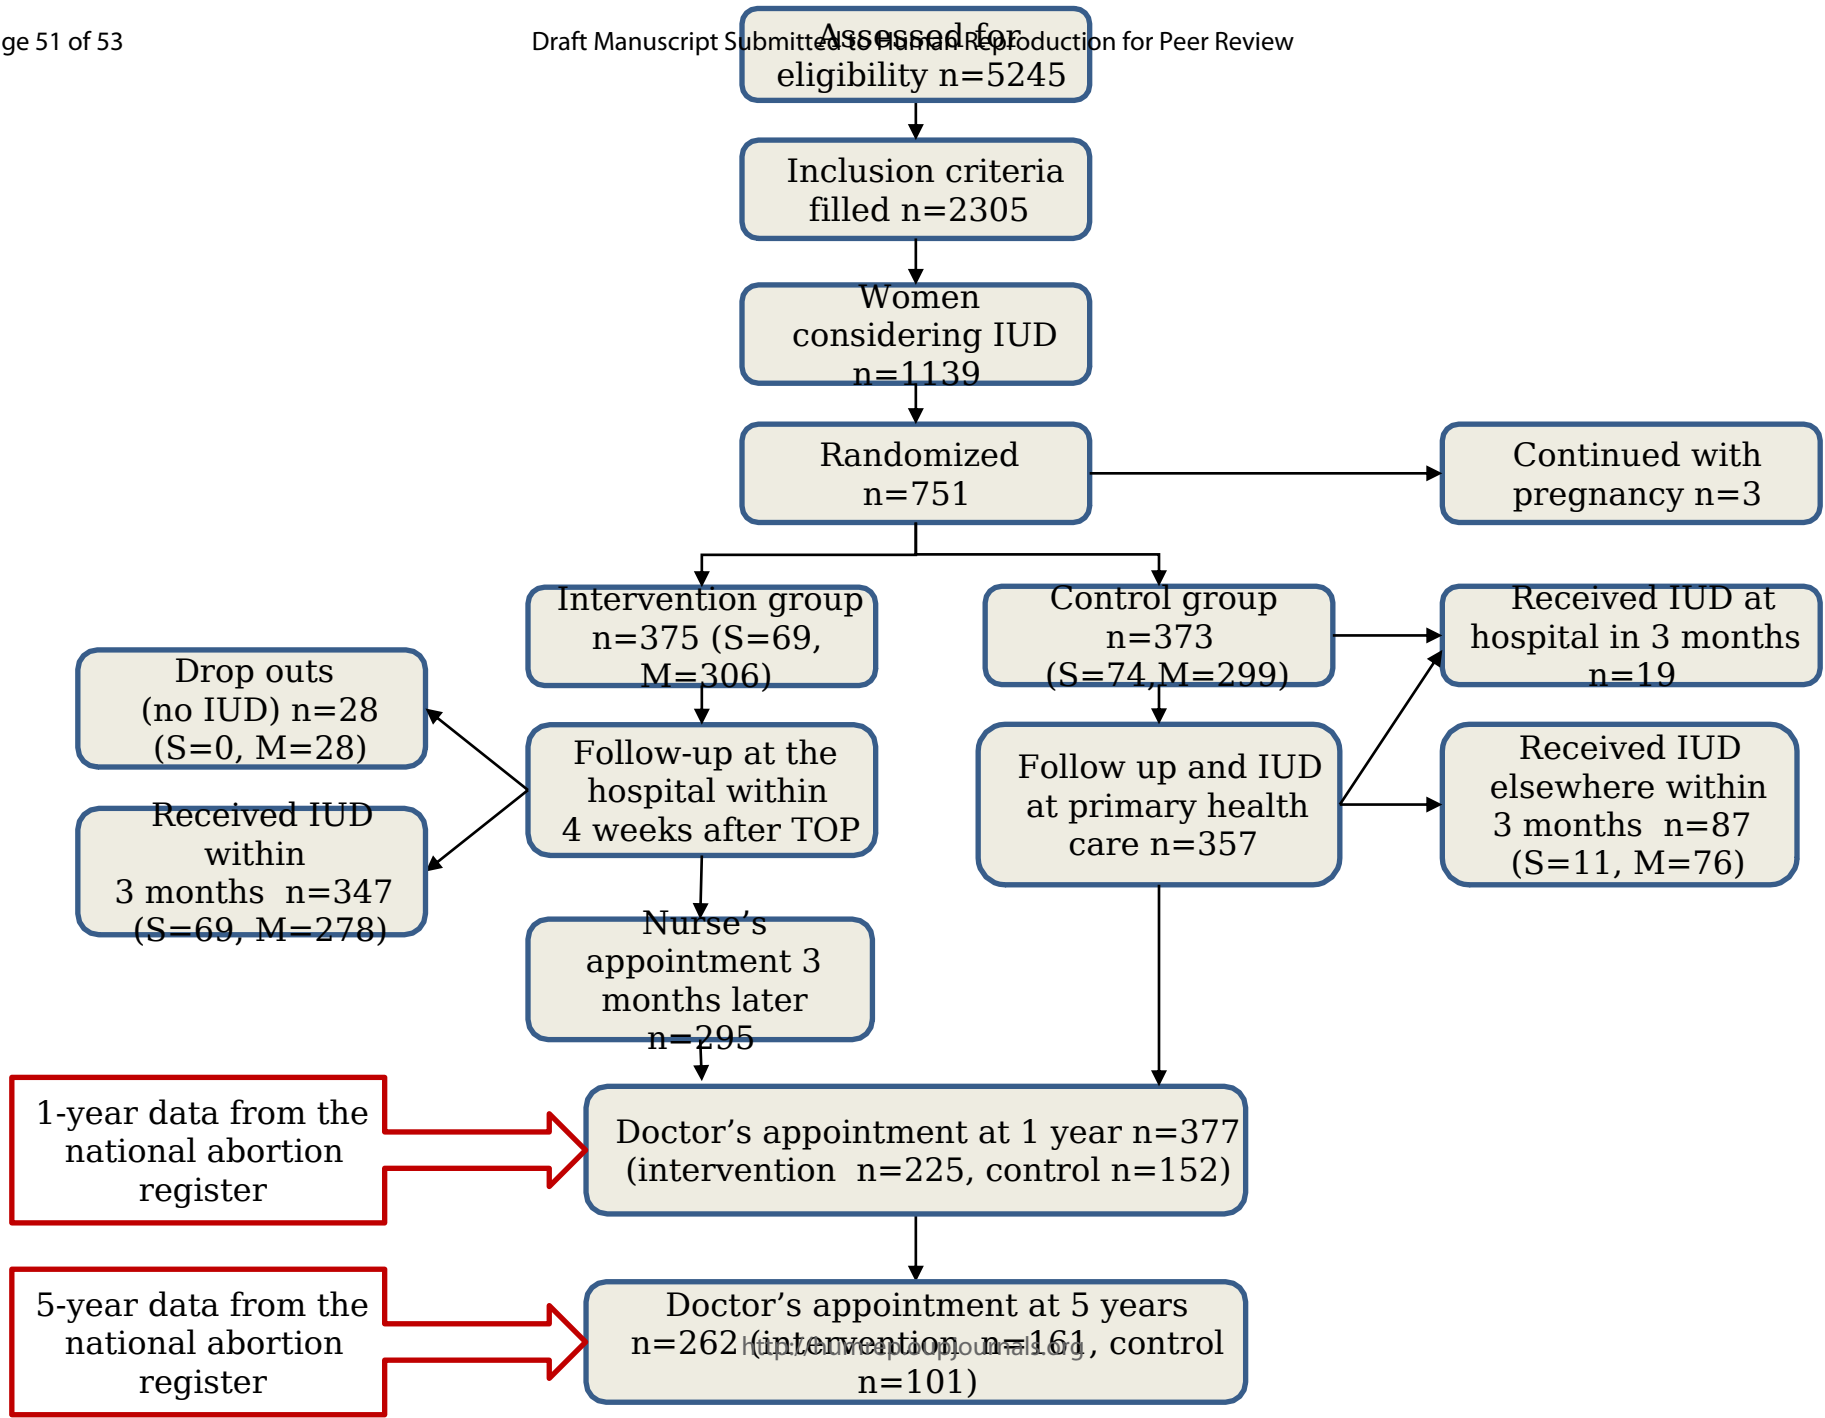 ge 51 of 53
Draft Manuscript Submitted to Human Reproduction for Peer Review
Assessed for
eligibility n=5245
Inclusion criteria
filled n=2305
Women
considering IUD
n=1139
Randomized
n=751
Continued with
pregnancy n=3
Intervention group
n=375 (S=69,
M=306)
Control group
n=373
(S=74,M=299)
Received IUD at
hospital in 3 months
n=19
Drop outs
(no IUD) n=28
(S=0, M=28)
Follow-up at the
hospital within
4 weeks after TOP
Follow up and IUD
at primary health
care n=357
Received IUD
elsewhere within
3 months n=87
(S=11, M=76)
Received IUD
within
3 months n=347
(S=69, M=278)
Nurse’s
appointment 3
months later
n=295
1-year data from the
national abortion
register
Doctor’s appointment at 1 year n=377
(intervention n=225, control n=152)
5-year data from the
national abortion
register
Doctor’s appointment at 5 years
n=262 (intervention n=161, control
n=101)
http://humrep.oupjournals.org